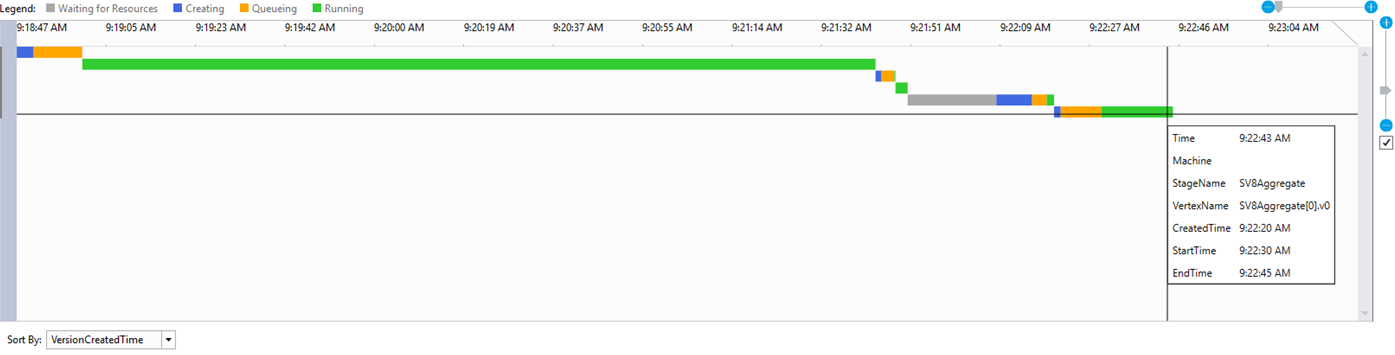 Legend: Waiting for Resources Creating Queueing Running
9:18:47 AM 9:19:05 AM 9:19:23 AM 9:19:42 AM 9:20:00 AM 9:20:19 AM 9:20:37 AM 9:20:55 AM 9:21:14 AM 9:21:32 AM 9:21:51 AM 9:22:09 AM 9:22:27 AM 9:22:46 AM 9:23:04 AM
Time 9:22:43 AM
Machine
StageName SV8Aggregate
VertexName SV8Aggregate[0].v0
CreatedTime 9:22:20 AM
StartTime 9:22:30 AM
EndTime 9:22:45 AM
Sort By: VersionCreatedTime